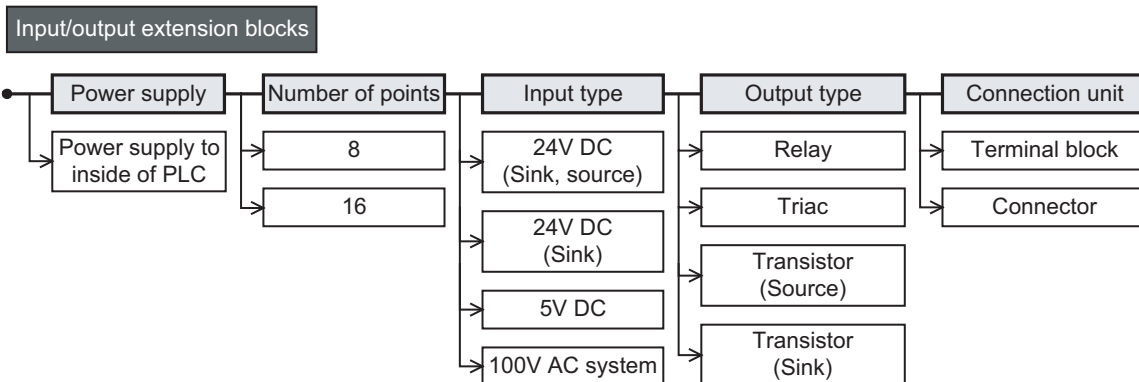 Input/output extension blocks
Power supply
Number of points
Input type
Output type
Connection unit
Power supply to
inside of PLC
8
16
24V DC
(Sink, source)
24V DC
(Sink)
5V DC
100V AC system
Relay
Triac
Transistor
(Source)
Transistor
(Sink)
Terminal block
Connector